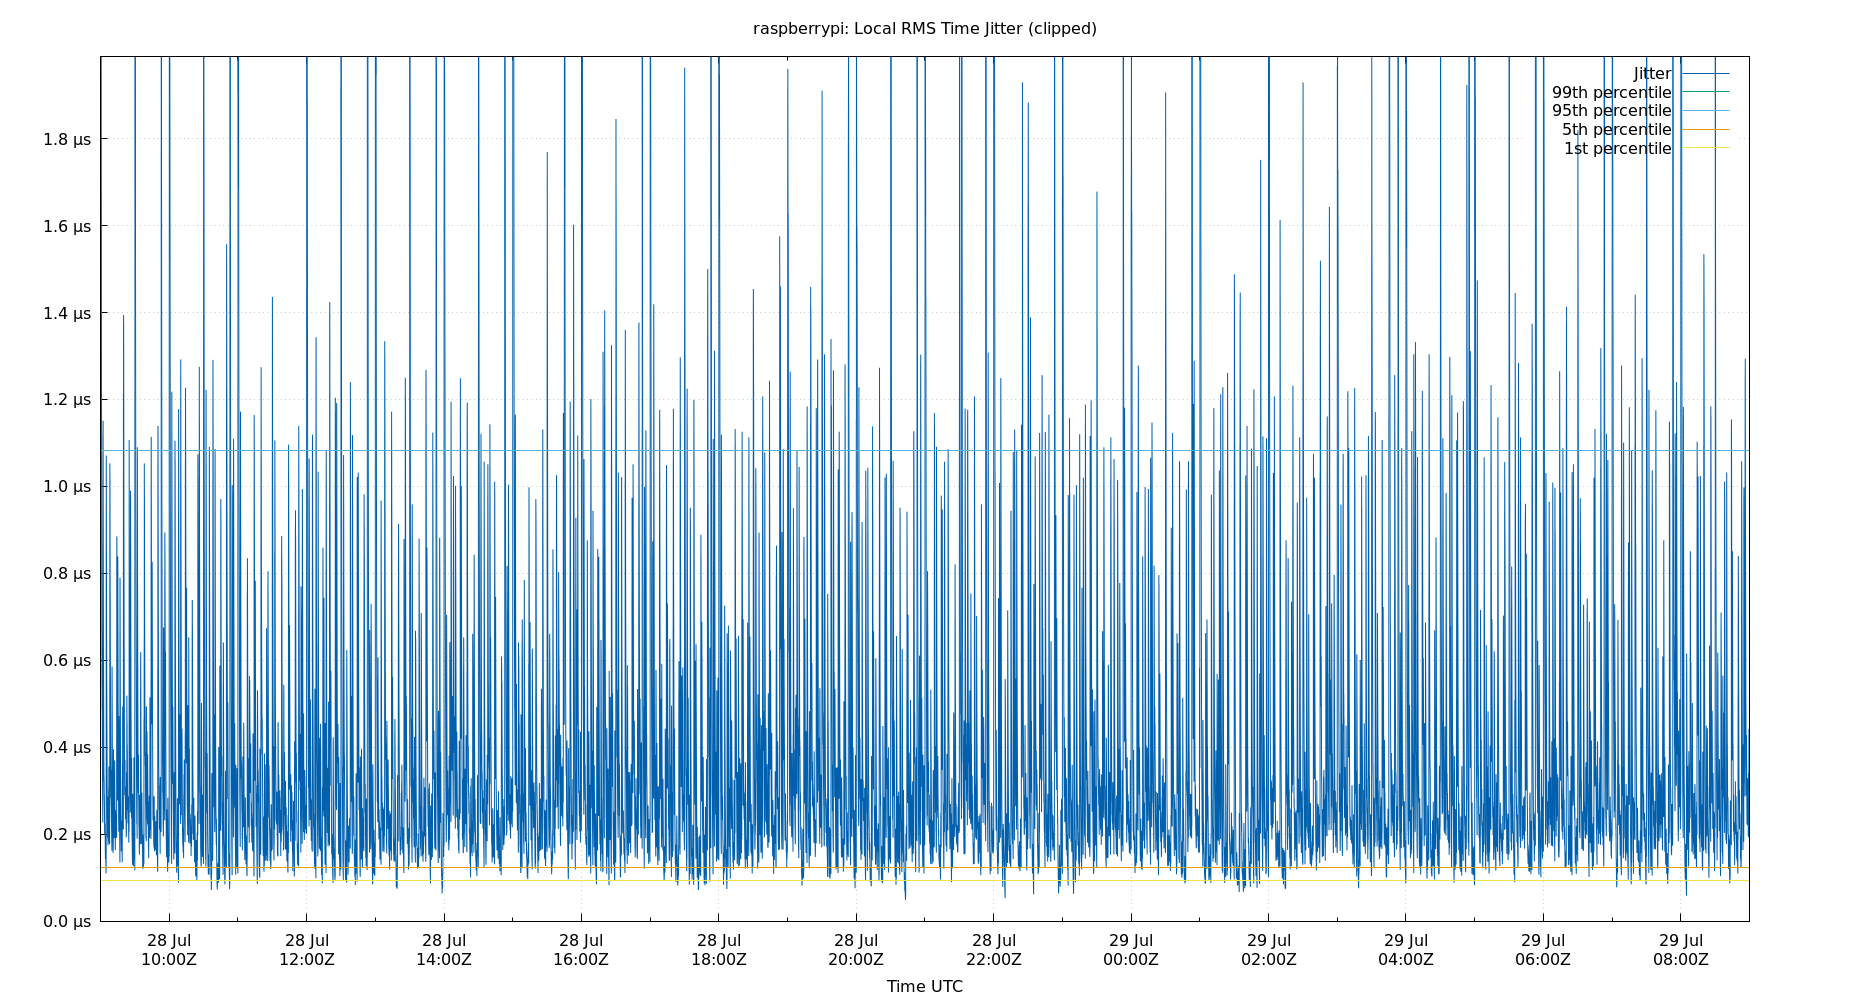 raspberrypi: Local RMS Time Jitter (clipped)
Jitter
99th percentile
95th percentile
5th percentile
1st percentile
1.8 µs
1.6 µs
1.4 µs
1.2 µs
1.0 µs
0.8 µs
0.6 µs
0.4 µs
0.2 µs
0.0 µs
28 Jul 28 Jul 28 Jul 28 Jul 28 Jul 28 Jul 28 Jul 29 Jul 29 Jul 29 Jul 29 Jul 29 Jul
10:00Z 12:00Z 14:00Z 16:00Z 18:00Z 20:00Z 22:00Z 00:00Z 02:00Z 04:00Z 06:00Z 08:00Z
Time UTC